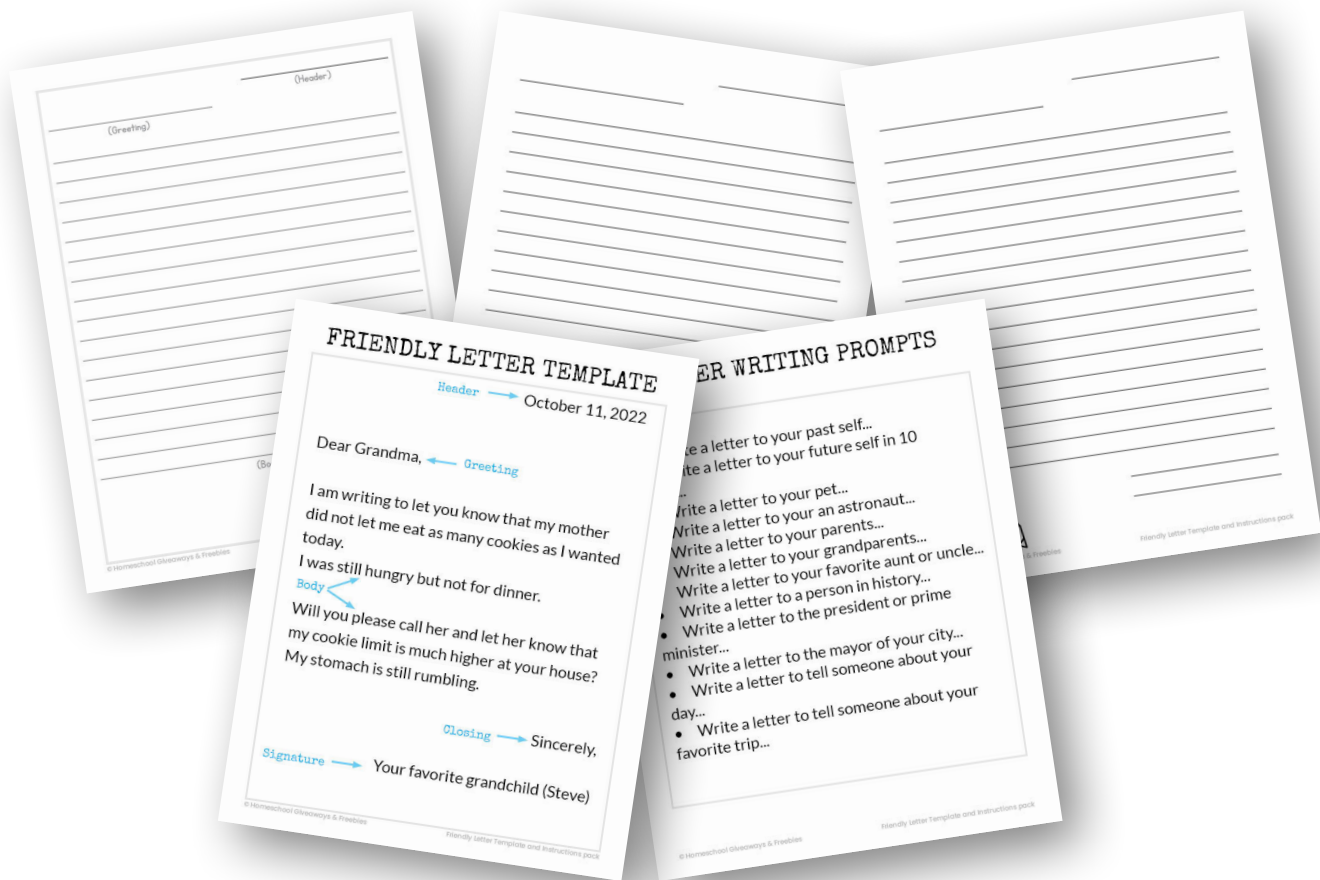 (Header)
(Greeting)
© Homeschool Giveaways & Freebies
FRIENDLY LETTER TEMPLATE
Header
October 11, 2022
Dear Grandma,
Greeting
I am writing to let you know that my mother
did not let me eat as many cookies as I wanted
today.
I was still hungry but not for dinner.
Body
Will you please call her and let her know that
my cookie limit is much higher at your house?
My stomach is still rumbling.
Closing
Sincerely,
Signature
Your favorite grandchild (Steve)
© Homeschool Giveaways & Freebies
Friendly Letter Template and Instructions pack
WRITING PROMPTS
a letter to your past self...
a letter to your future self in 10
...
Write a letter to your pet...
Write a letter to your an astronaut...
Write a letter to your parents...
Write a letter to your grandparents...
Write a letter to your favorite aunt or uncle...
• Write a letter to a person in history...
• Write a letter to the president or prime
minister...
• Write a letter to the mayor of your city...
• Write a letter to tell someone about your
day...
• Write a letter to tell someone about your
favorite trip...
© Homeschool Giveaways & Freebies
Friendly Letter Template and Instructions pack
& Freebies
Friendly Letter Template and Instructions pack